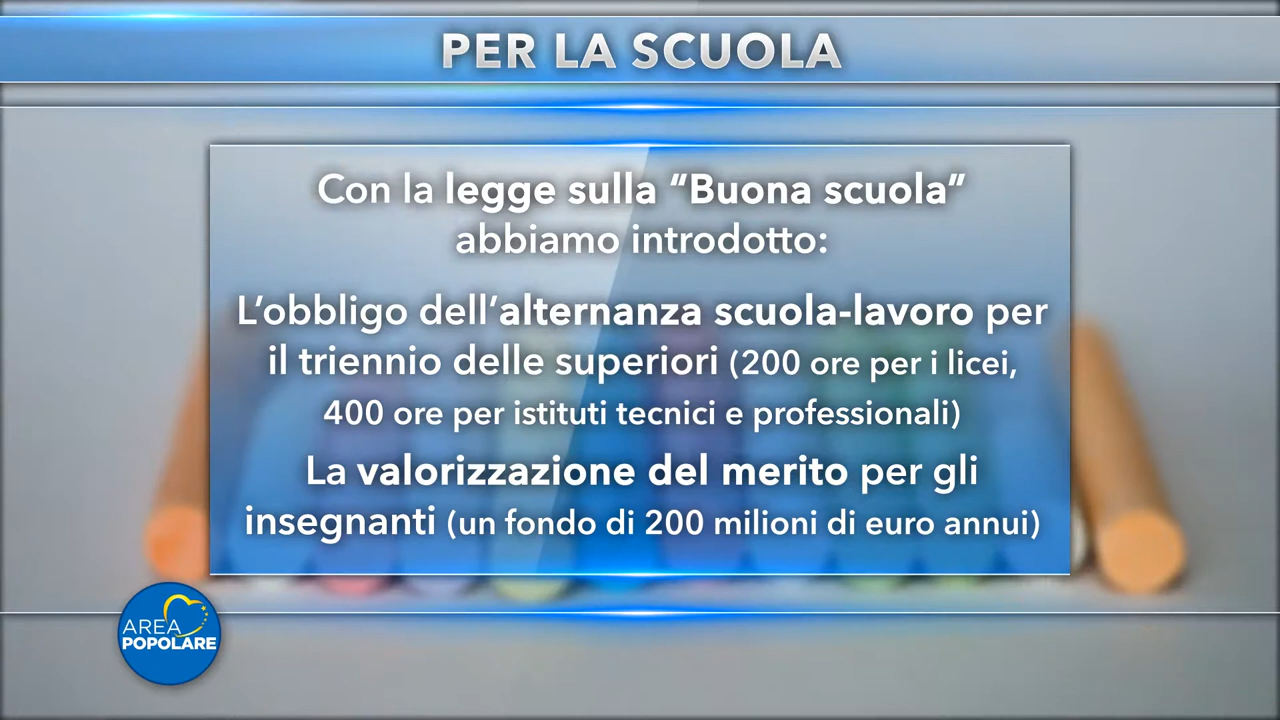 PER LA SCUOLA
Con la legge sulla “Buona scuola”
abbiamo introdotto:
L’obbligo dell’alternanza scuola-lavoro per
il triennio delle superiori (200 ore per i licei,
400 ore per istituti tecnici e professionali)
La valorizzazione del merito per gli
insegnanti (un fondo di 200 milioni di euro annui)
AREA
POPOLARE